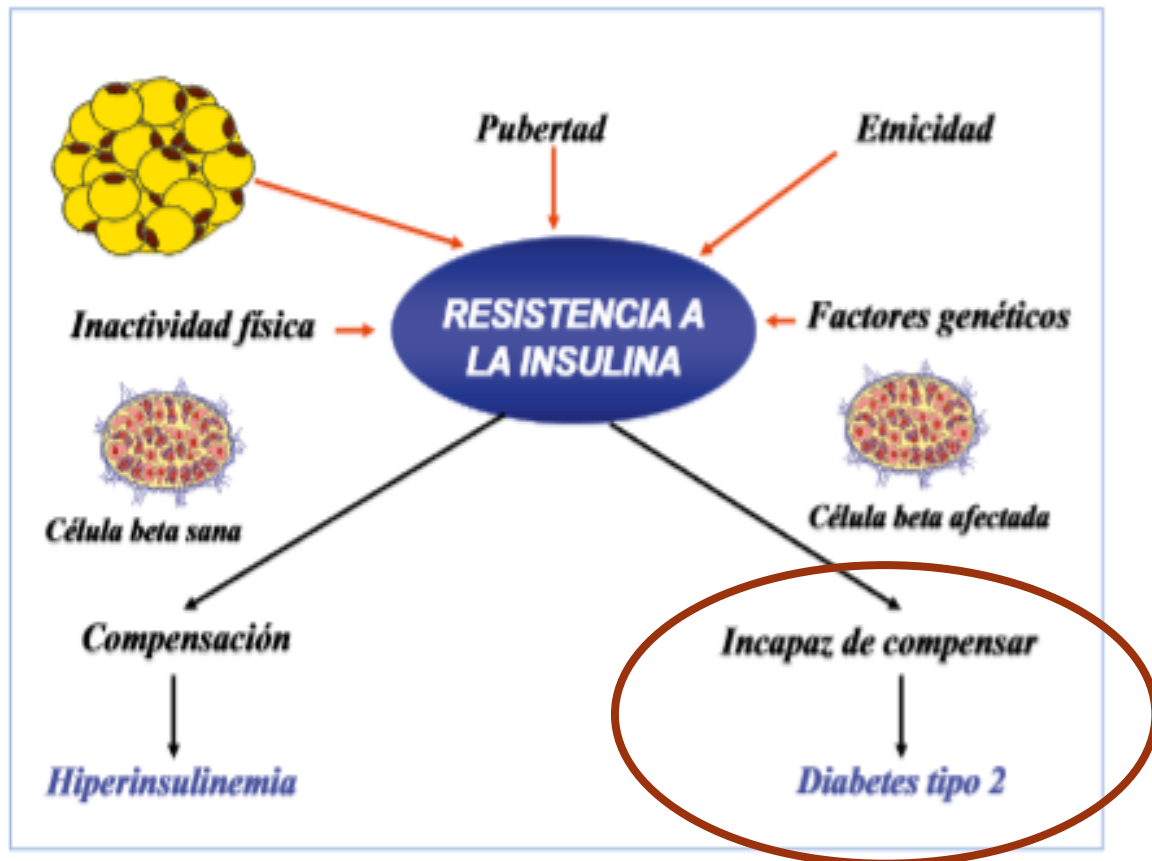 Pubertad
Etnicidad
Inactividad física
RESISTENCIA A
LA INSULINA
Factores genéticos
Célula beta sana
Célula beta afectada
Compensación
Incapaz de compensar
Hiperinsulinemia
Diabetes tipo 2